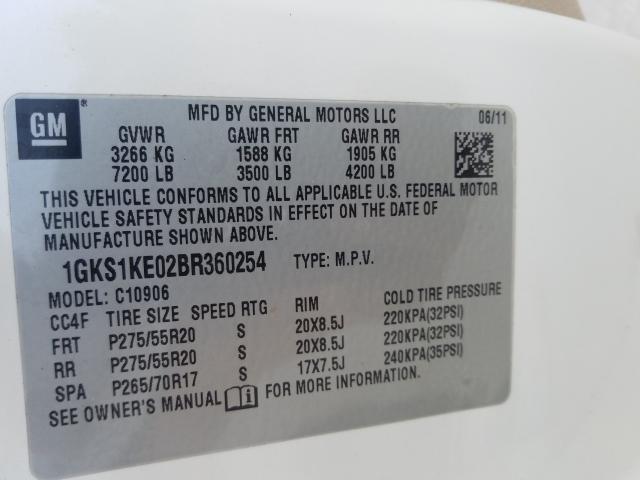 GM ®
MFD BY GENERAL MOTORS LLC 06/11
GVWR GAWR FRT GAWR RR
3266 KG 1588 KG 1905 KG
7200 LB 3500 LB 4200 LB
THIS VEHICLE CONFORMS TO ALL APPLICABLE U.S. FEDERAL MOTOR
VEHICLE SAFETY STANDARDS IN EFFECT ON THE DATE OF
MANUFACTURE SHOWN ABOVE.
1GKS1KE02BR360254 TYPE: M.P.V.
MODEL: C10906
CC4F TIRE SIZE SPEED RTG RIM COLD TIRE PRESSURE
FRT P275/55R20 S 20X8.5J 220KPA(32PSI)
RR P275/55R20 S 20X8.5J 220KPA(32PSI)
SPA P265/70R17 S 17X7.5J 240KPA(35PSI)
SEE OWNER'S MANUAL FOR MORE INFORMATION.